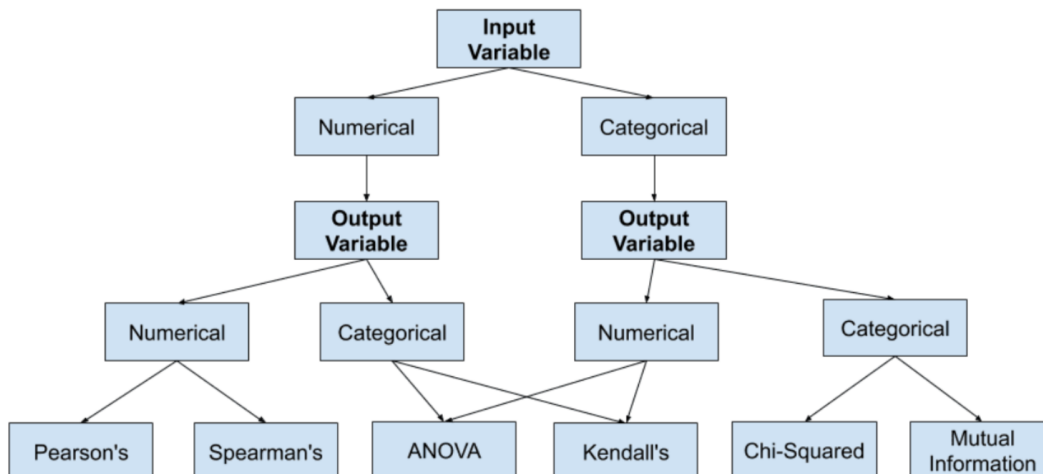 Input
Variable
Numerical
Categorical
Output
Variable
Output
Variable
Numerical
Categorical
Numerical
Categorical
Pearson's
Spearman's
ANOVA
Kendall's
Chi-Squared
Mutual
Information